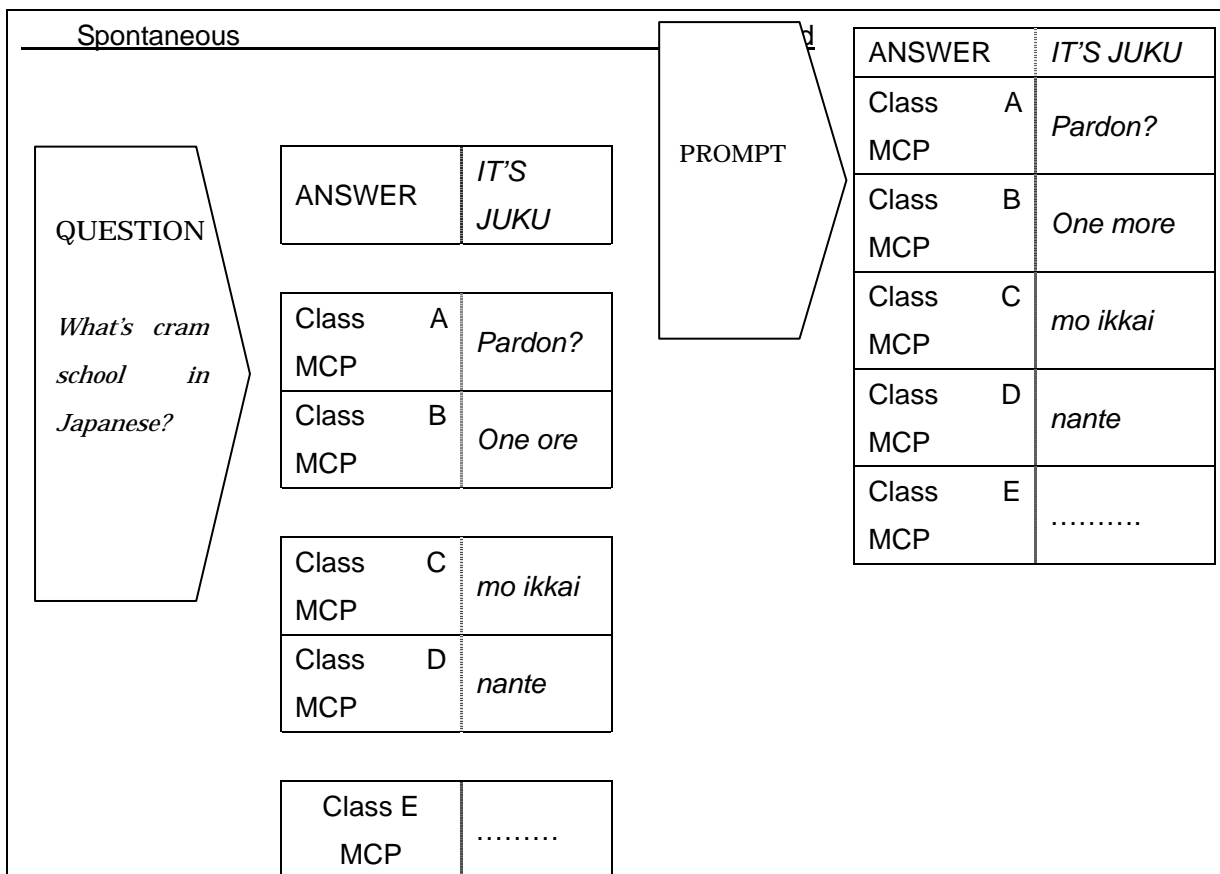 Spontaneous
QUESTION
What's cram
school in
Japanese?
ANSWER IT'S
JUKU
Class A
MCP Pardon?
Class B
MCP One ore
Class C
MCP mo ikkai
Class D
MCP nante
Class E
MCP ………
PROMPT
ANSWER IT'S JUKU
Class A
MCP Pardon?
Class B
MCP One more
Class C
MCP mo ikkai
Class D
MCP nante
Class E
MCP ……….